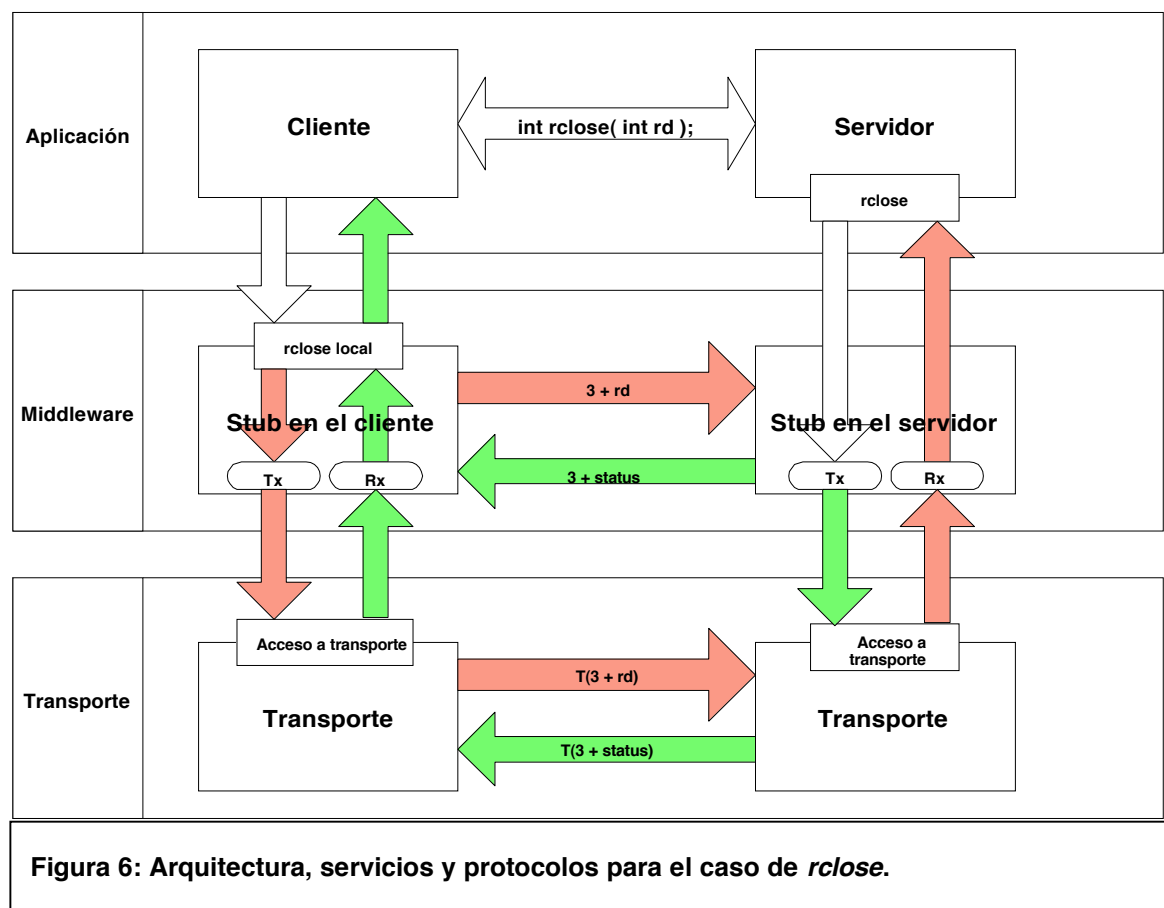 Aplicación
Cliente
int rclose( int rd );
Servidor
rclose
Middleware
rclose local
Stub en el cliente
Tx
Rx
3 + rd
3 + status
Stub en el servidor
Tx
Rx
Transporte
Acceso a transporte
Transporte
T(3 + rd)
T(3 + status)
Acceso a
transporte
Transporte
Figura 6: Arquitectura, servicios y protocolos para el caso de rclose.